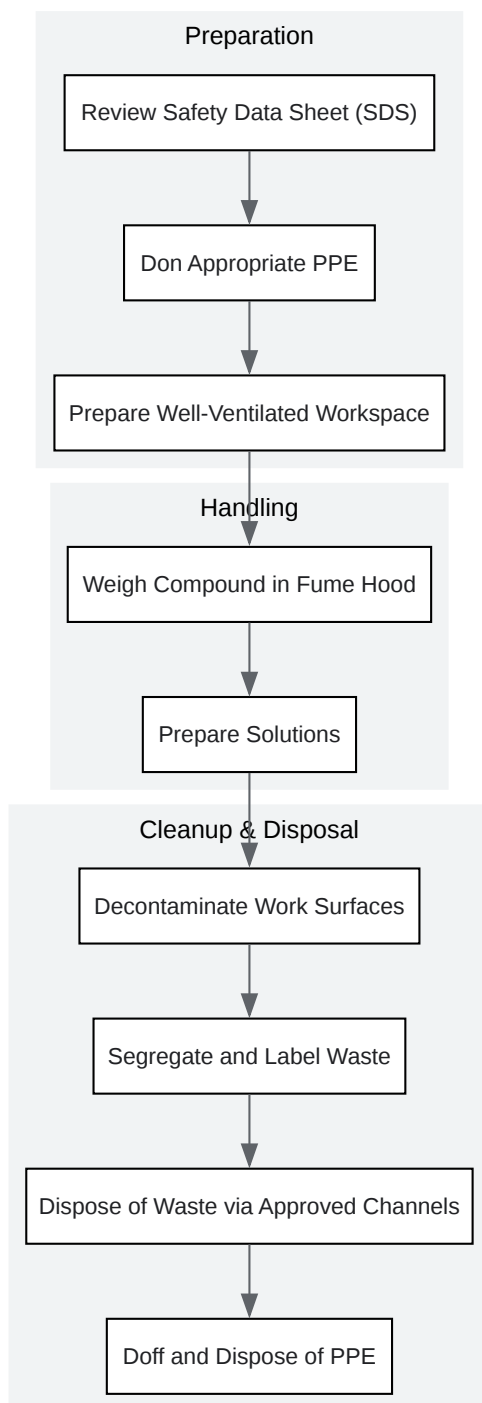 Preparation
Review Safety Data Sheet (SDS)
Don Appropriate PPE
Prepare Well-Ventilated Workspace
Handling
Weigh Compound in Fume Hood
Prepare Solutions
Cleanup & Disposal
Decontaminate Work Surfaces
Segregate and Label Waste
Dispose of Waste via Approved Channels
Doff and Dispose of PPE